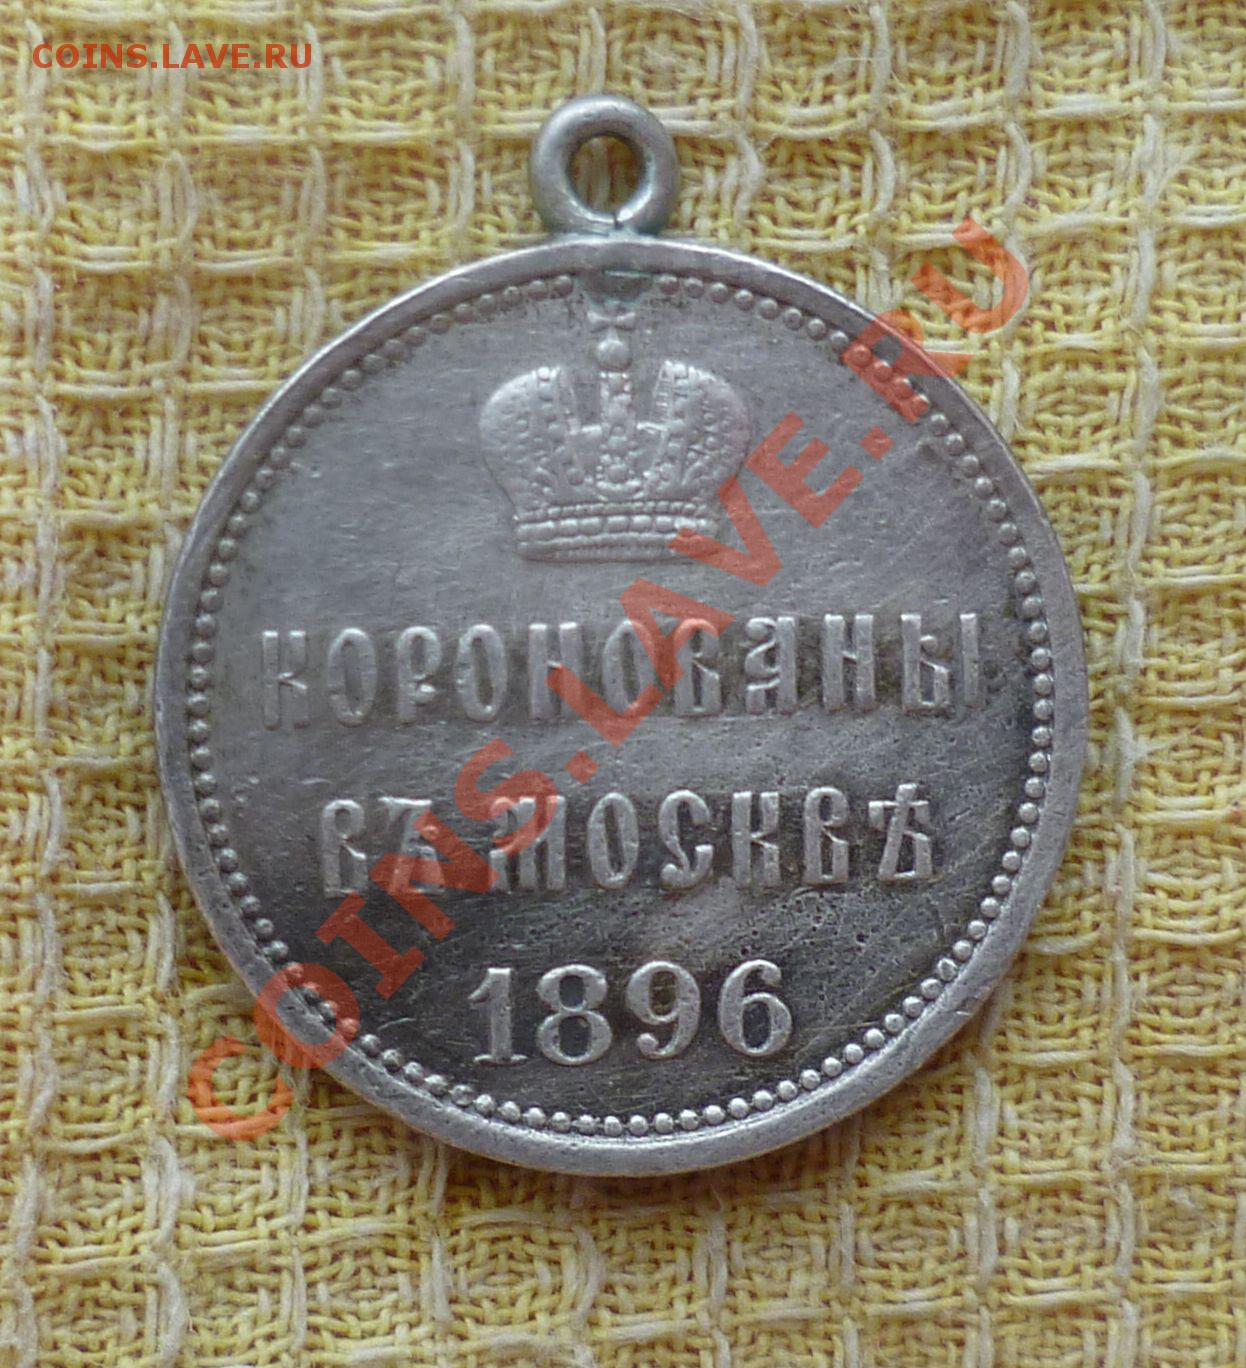 COINS.LAVE.RU
КОРОНОВАНЫ
ВЪ МОСКВѢ
1896
COINS.LAVE.RU